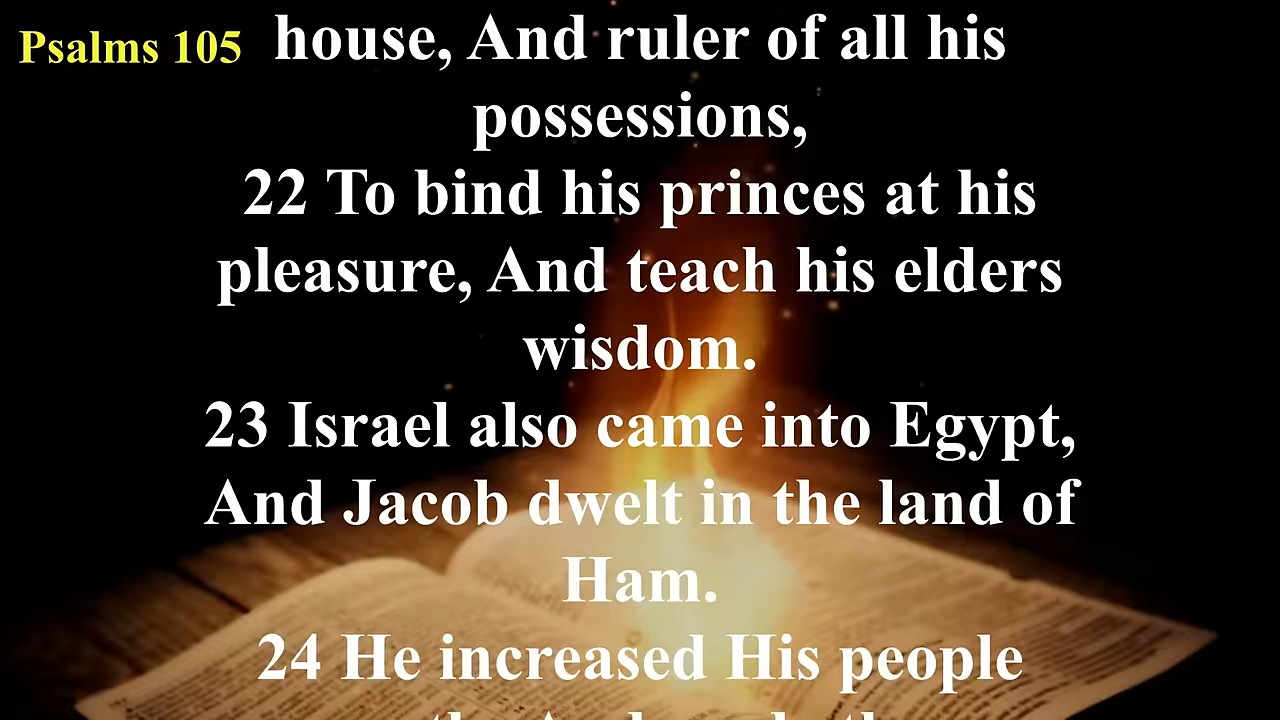 Psalms 105
house, And ruler of all his
possessions,
22 To bind his princes at his
pleasure, And teach his elders
wisdom.
23 Israel also came into Egypt,
And Jacob dwelt in the land of
Ham.
24 He increased His people